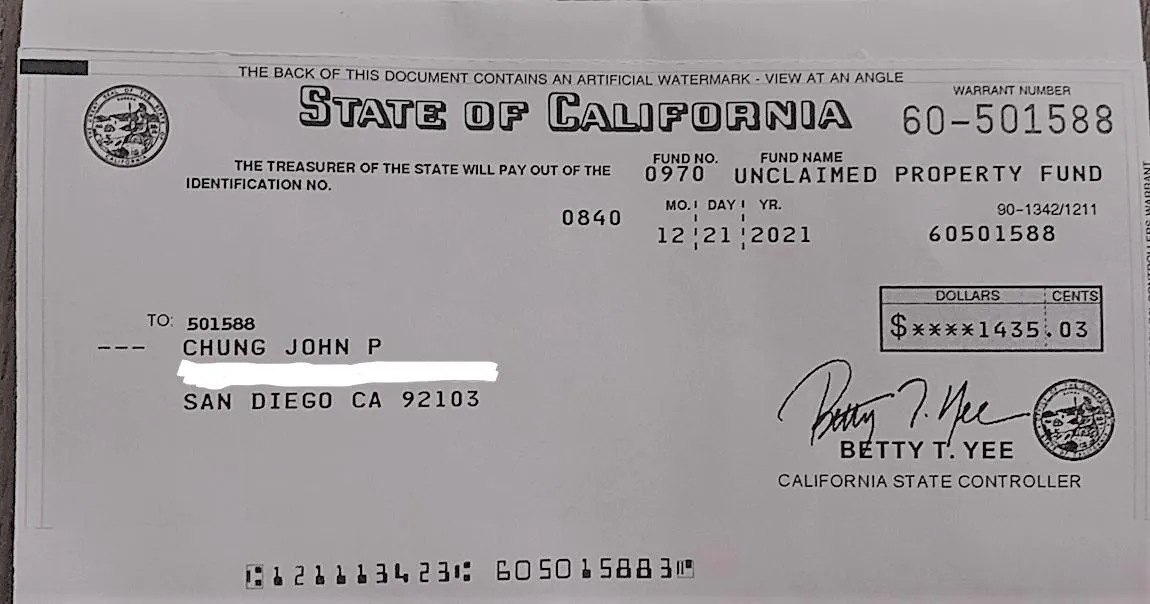 THE BACK OF THIS DOCUMENT CONTAINS AN ARTIFICIAL WATERMARK - VIEW AT AN ANGLE
STATE OF CALIFORNIA
WARRANT NUMBER
60-501588
THE TREASURER OF THE STATE WILL PAY OUT OF THE
IDENTIFICATION NO.
FUND NO. FUND NAME
0970 UNCLAIMED PROPERTY FUND
0840
MO. DAY YR.
12 21 2021
90-1342/1211
60501588
DOLLARS CENTS
$****1435.03
TO: 501588
--- CHUNG JOHN P
SAN DIEGO CA 92103
Betty T. Yee
BETTY T. YEE
CALIFORNIA STATE CONTROLLER
⑆121113423⑆ 605015883⑈